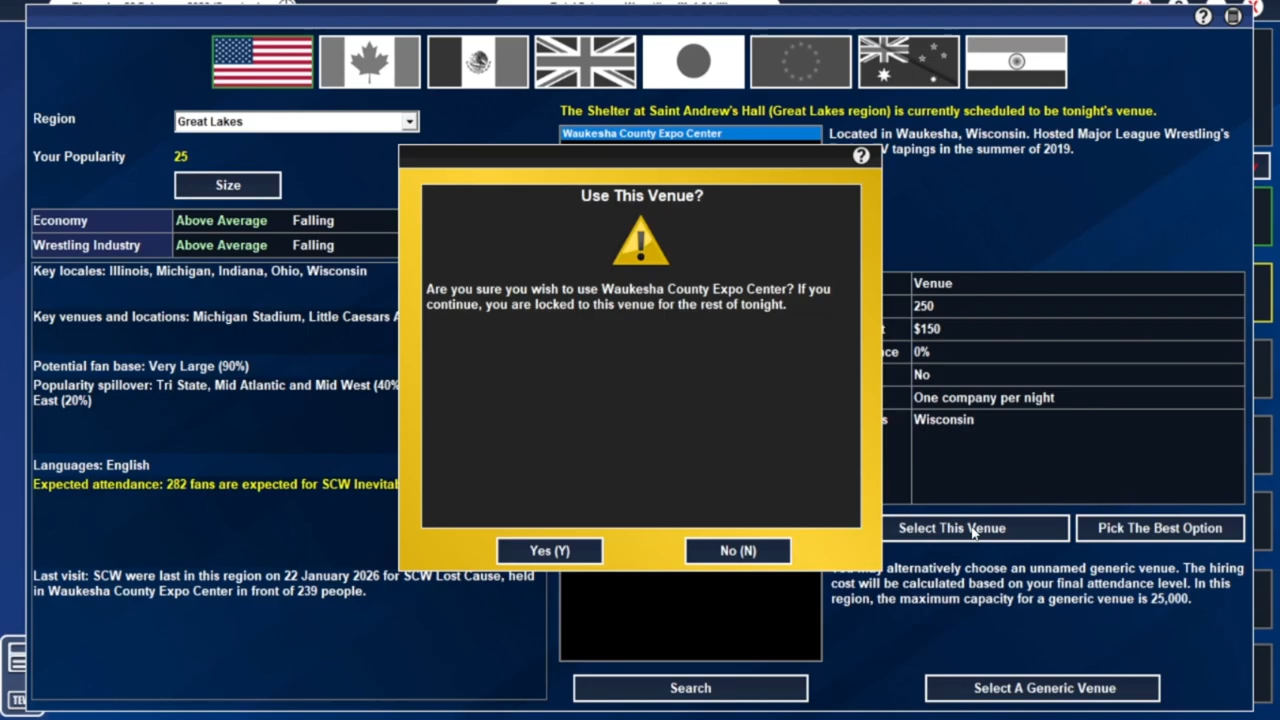 Region
Great Lakes
Your Popularity
25
Size
Economy
Above Average
Falling
Wrestling Industry
Above Average
Falling
Key locales: Illinois, Michigan, Indiana, Ohio, Wisconsin
Key venues and locations: Michigan Stadium, Little Caesars
Potential fan base: Very Large (90%)
Popularity spillover: Tri State, Mid Atlantic and Mid West (40%
East (20%)
Languages: English
Expected attendance: 282 fans are expected for SCW
Last visit: SCW were last in this region on 22 January 2026 for SCW Lost Cause, held
in Waukesha County Expo Center in front of 239 people.
The Shelter at Saint Andrew's Hall (Great Lakes region) is currently scheduled to be tonight's venue.
Waukesha County Expo Center
Located in Waukesha, Wisconsin. Hosted Major League Wrestling's
tapings in the summer of 2019.
Use This Venue?
Are you sure you wish to use Waukesha County Expo Center? If you
continue, you are locked to this venue for the rest of tonight.
Yes (Y)
No (N)
Venue
250
$150
0%
No
One company per night
Wisconsin
Select This Venue
Pick The Best Option
alternatively choose an unnamed generic venue. The hiring
cost will be calculated based on your final attendance level. In this
region, the maximum capacity for a generic venue is 25,000.
Search
Select A Generic Venue